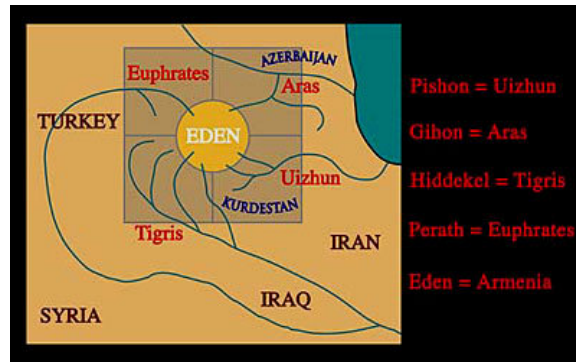 AZERBAIJAN
Euphrates
Aras
Pishon = Uizhun
TURKEY
EDEN
Gihon = Aras
Uizhun
Hiddekel = Tigris
KURDESTAN
Tigris
Perath = Euphrates
IRAN
Eden = Armenia
IRAQ
SYRIA